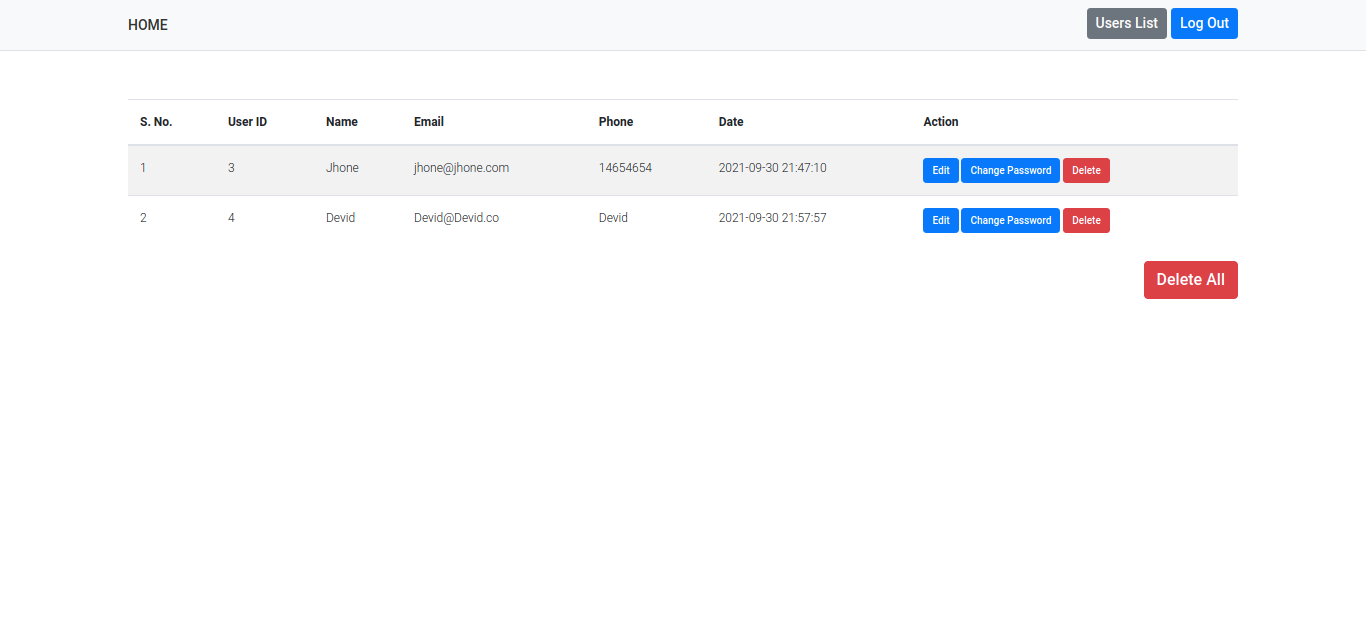 HOME Users List Log Out
S. No. User ID Name Email Phone Date Action
1 3 Jhone jhone@jhone.com 14654654 2021-09-30 21:47:10 Edit Change Password Delete
2 4 Devid Devid@Devid.co Devid 2021-09-30 21:57:57 Edit Change Password Delete
Delete All